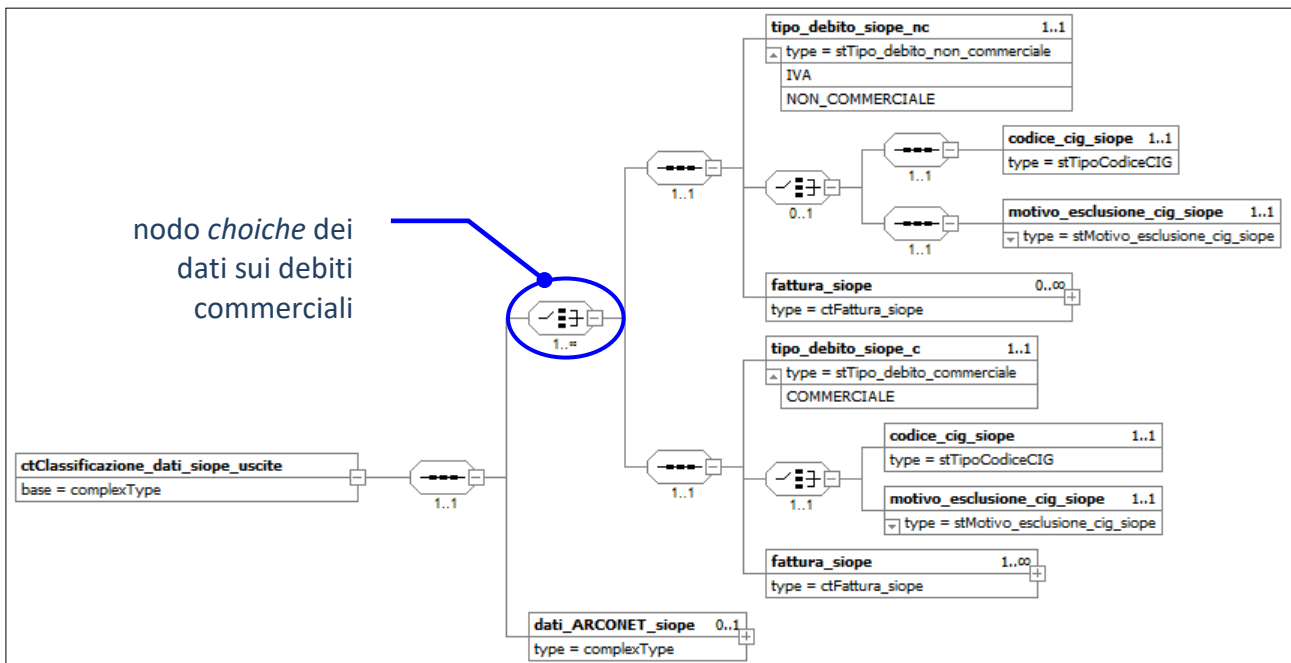 tipo_debito_siope_nc 1..1
type = stTipo_debito_non_commerciale
IVA
NON_COMMERCIALE
1..1
codice_cig_siope 1..1
type = stTipoCodiceCIG
1..1
0..1
motivo_esclusione_cig_siope 1..1
type = stMotivo_esclusione_cig_siope
1..1
fattura_siope 0..∞
type = ctFattura_siope
nodo choiche dei
dati sui debiti
commerciali
1..∞
tipo_debito_siope_c 1..1
type = stTipo_debito_commerciale
COMMERCIALE
codice_cig_siope 1..1
type = stTipoCodiceCIG
ctClassificazione_dati_siope_uscite
base = complexType
1..1
1..1
1..1
motivo_esclusione_cig_siope 1..1
type = stMotivo_esclusione_cig_siope
fattura_siope 1..∞
type = ctFattura_siope
dati_ARCONET_siope 0..1
type = complexType